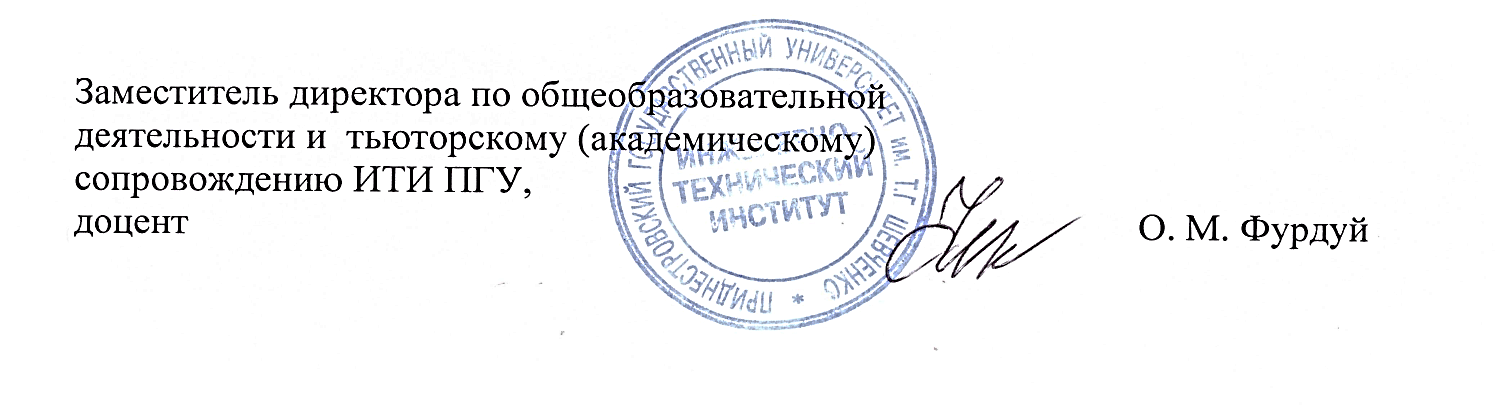 Заместитель директора по общеобразовательной
деятельности и тьюторскому (академическому)
сопровождению ИТИ ПГУ,
доцент
О. М. Фурдуй
ПРИДНЕСТРОВСКИЙ ГОСУДАРСТВЕННЫЙ УНИВЕРСИТЕТ им. Т.Г. ШЕВЧЕНКО *
ИНЖЕНЕРНО
ТЕХНИЧЕСКИЙ
ИНСТИТУТ